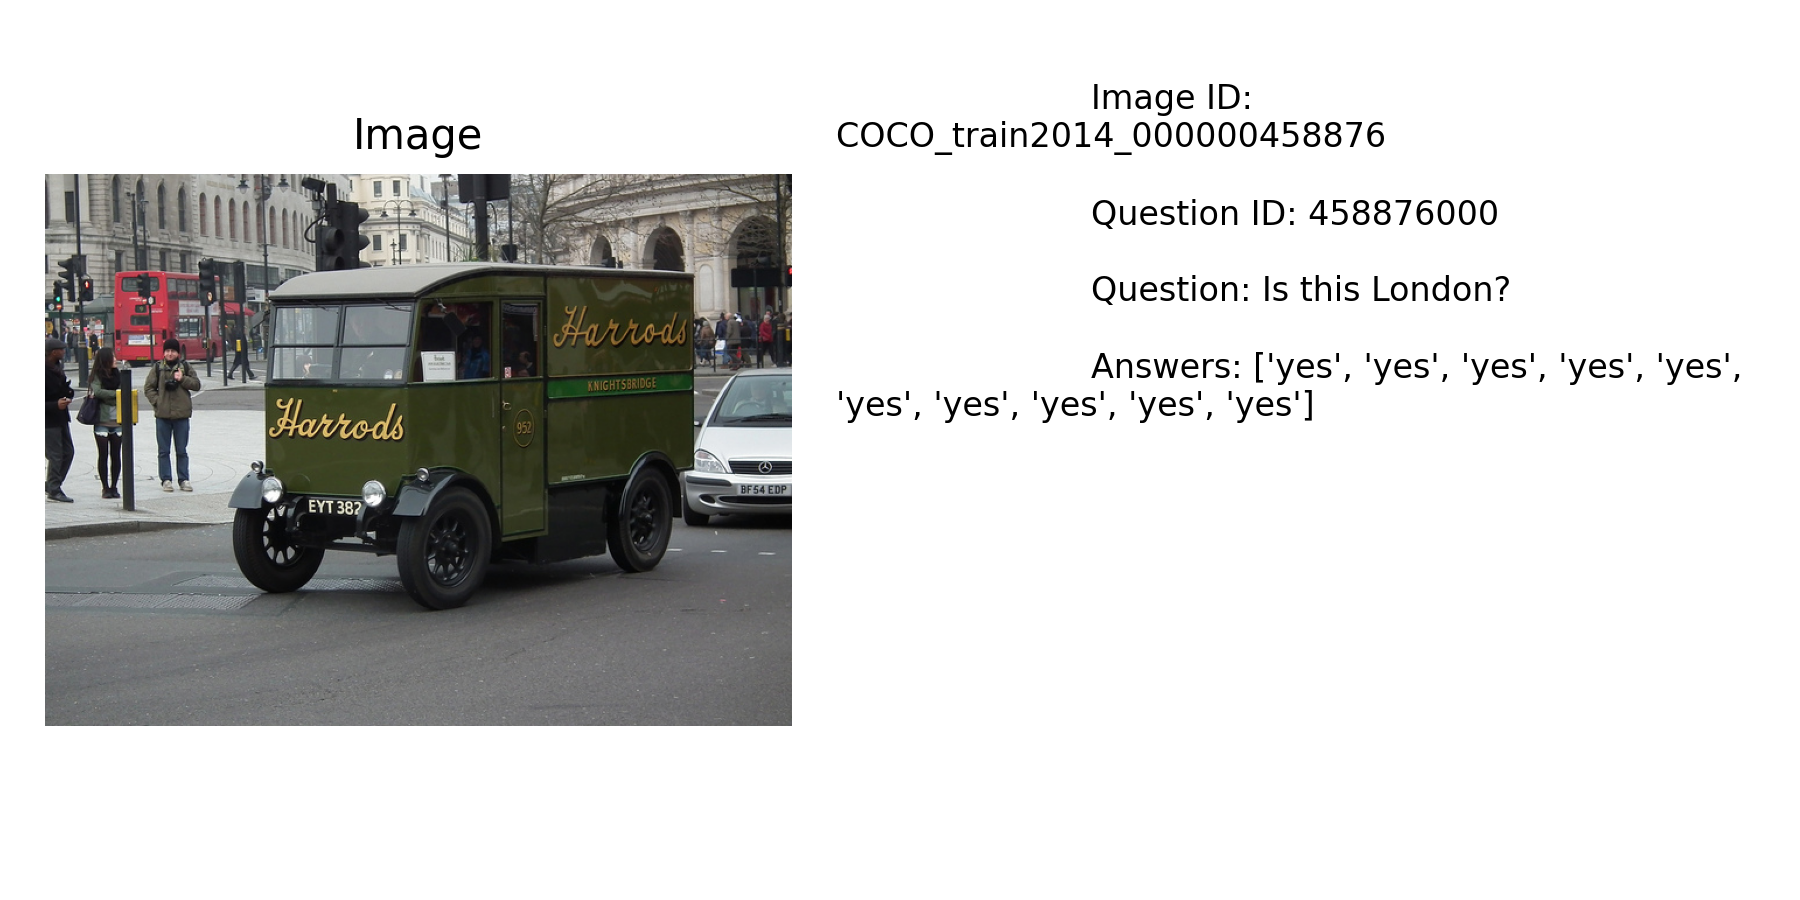 Image
Harrods
KNIGHTSBRIDGE
Harrods
952
EYT 382
BF54 EDP
Image ID:
COCO_train2014_000000458876
Question ID: 458876000
Question: Is this London?
Answers: ['yes', 'yes', 'yes', 'yes', 'yes',
'yes', 'yes', 'yes', 'yes', 'yes']